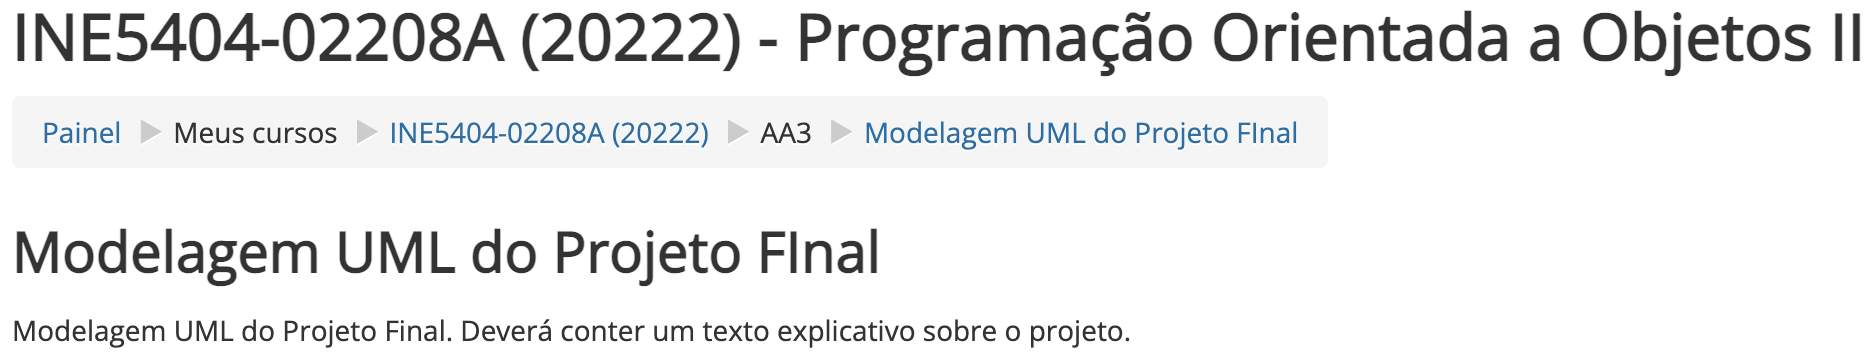 INE5404-02208A (20222) - Programação Orientada a Objetos II
Painel Meus cursos INE5404-02208A (20222) AA3 Modelagem UML do Projeto FInal
Modelagem UML do Projeto FInal
Modelagem UML do Projeto Final. Deverá conter um texto explicativo sobre o projeto.